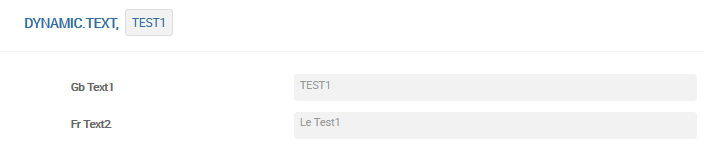 DYNAMIC.TEXT, TEST1
Gb Text1 TEST1
Fr Text2 Le Test1